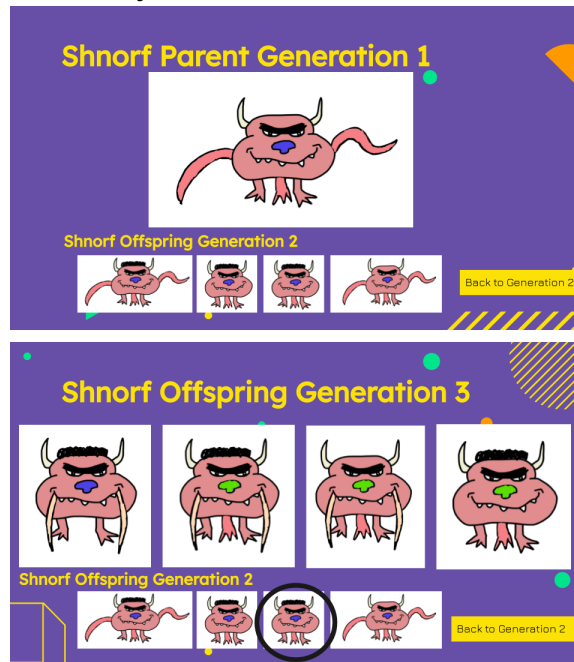 Shnorf Parent Generation 1
Shnorf Offspring Generation 2
Back to Generation 2
Shnorf Offspring Generation 3
Shnorf Offspring Generation 2
Back to Generation 2